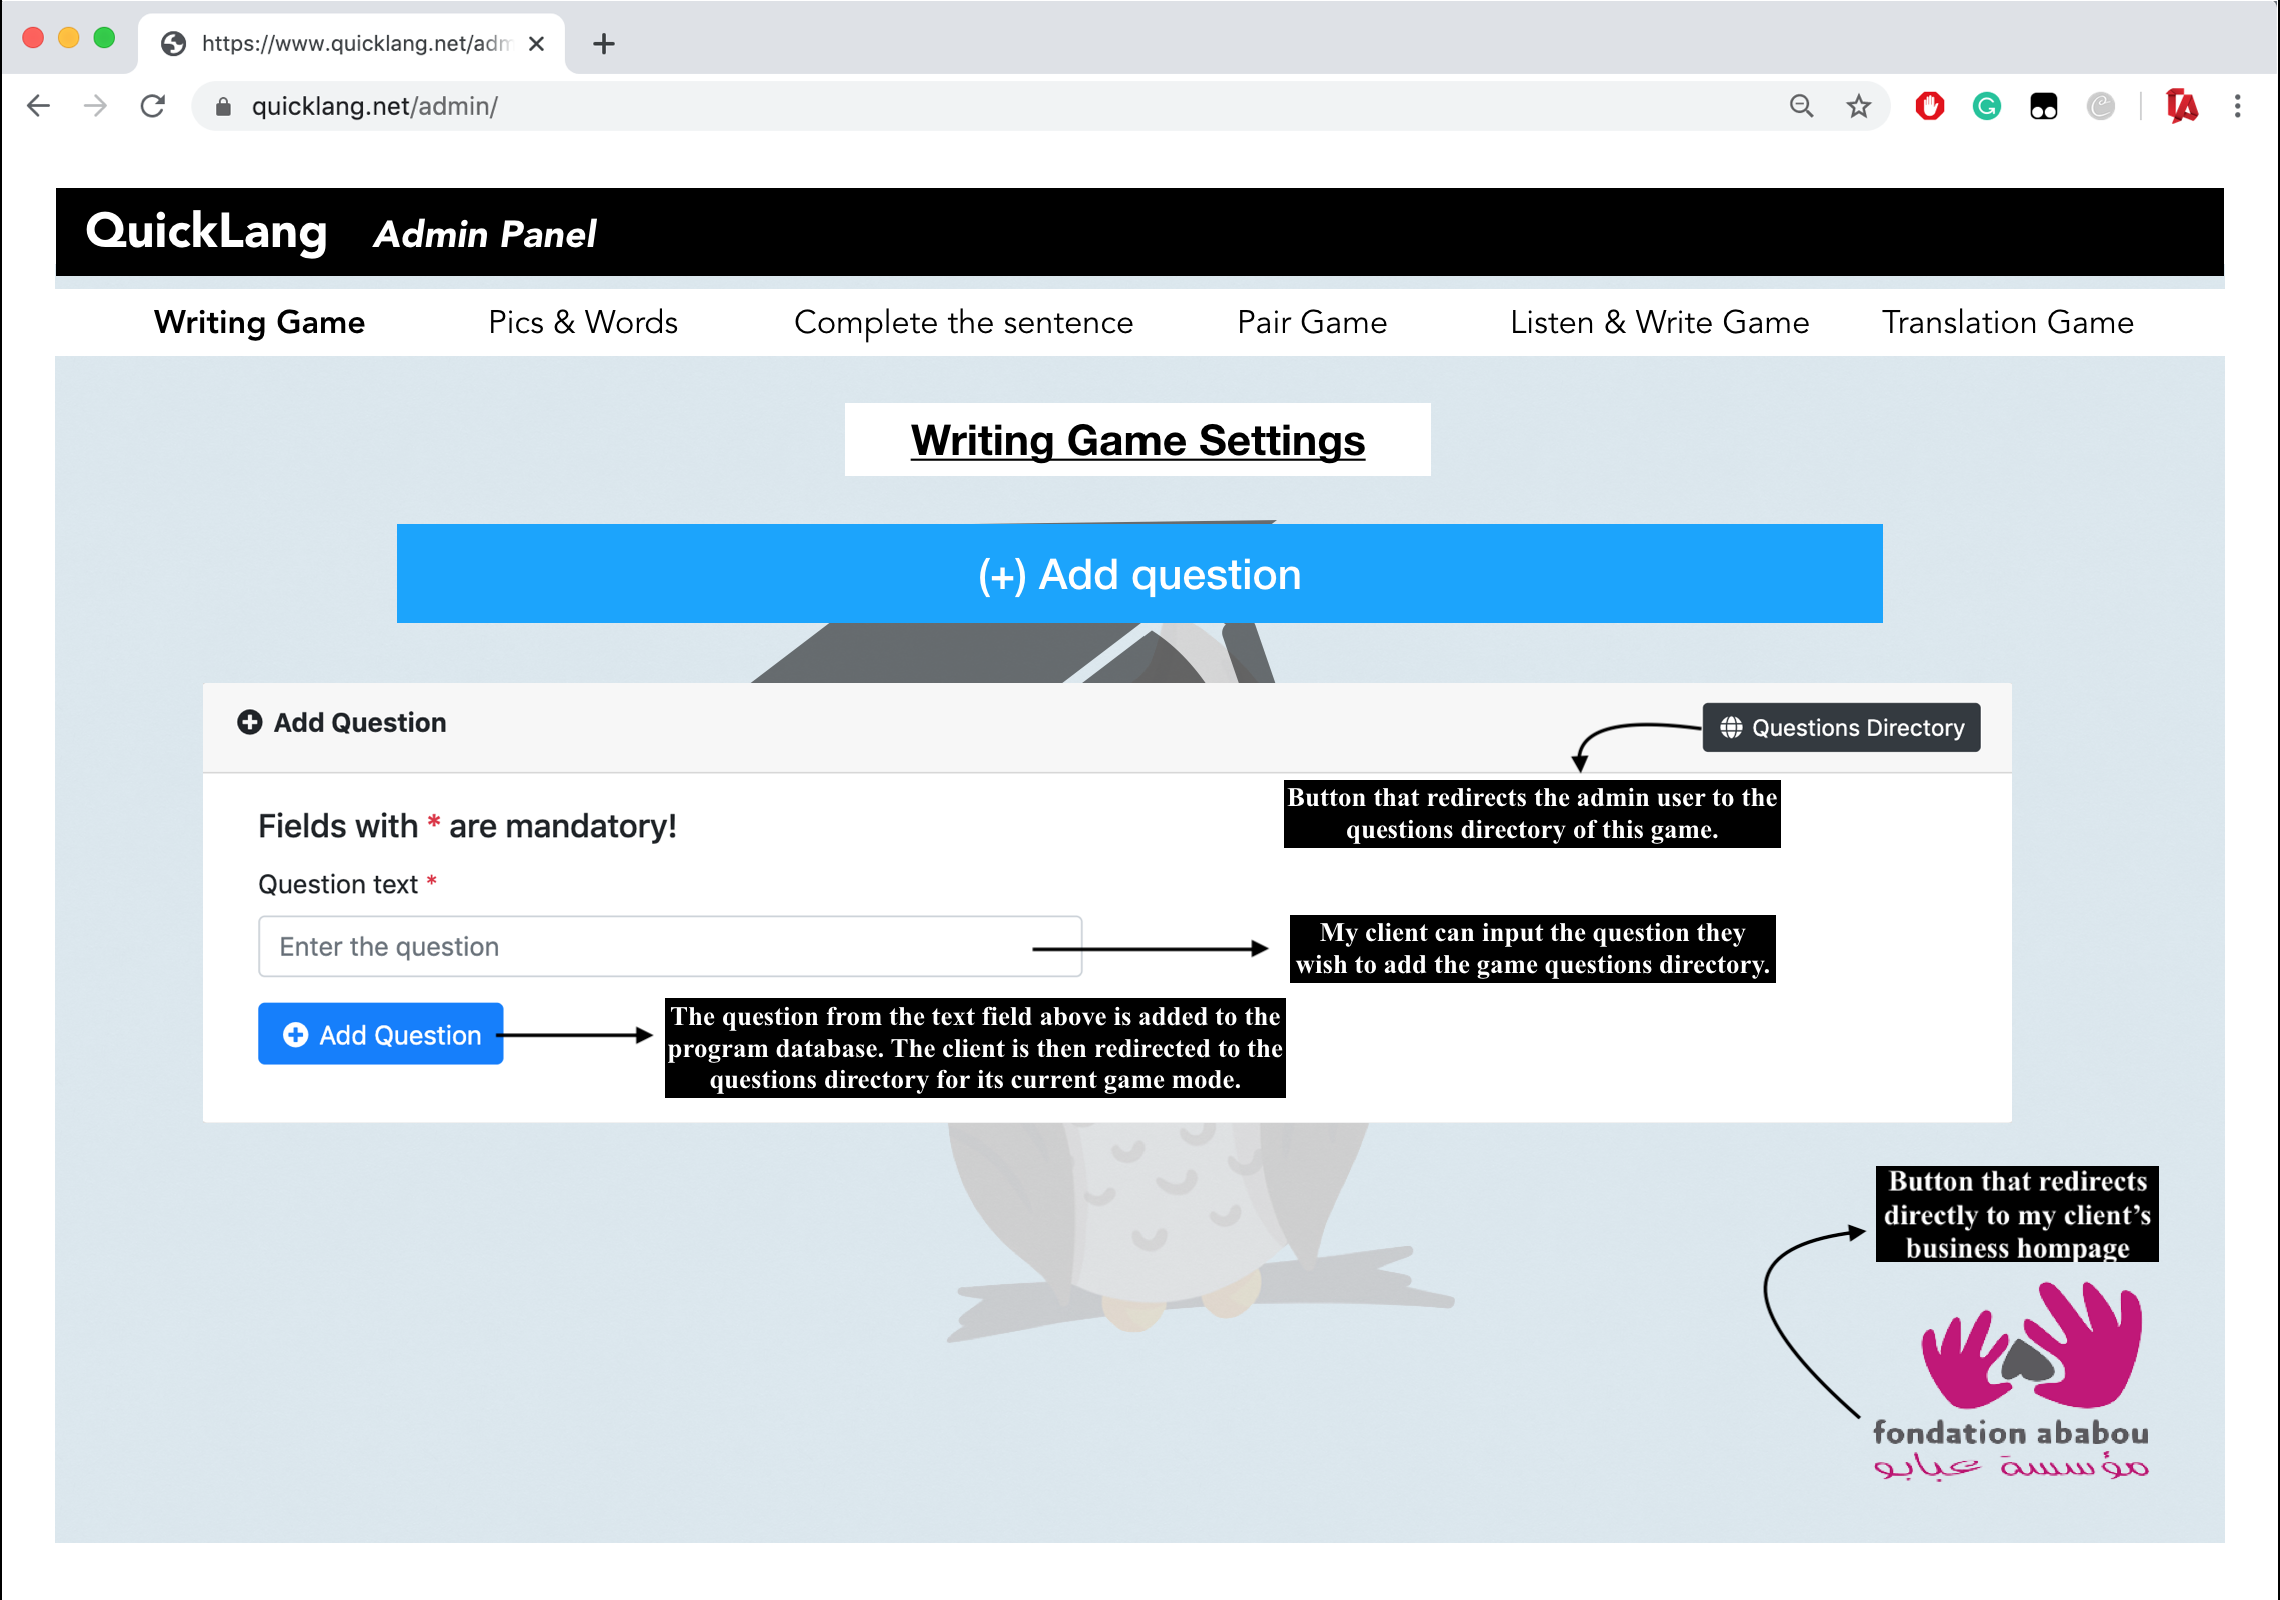 https://www.quicklang.net/adm
quicklang.net/admin/
QuickLang Admin Panel
Writing Game Pics & Words Complete the sentence Pair Game Listen & Write Game Translation Game
Writing Game Settings
(+) Add question
Add Question
Questions Directory
Button that redirects the admin user to the
questions directory of this game.
Fields with * are mandatory!
Question text *
Enter the question
My client can input the question they
wish to add the game questions directory.
Add Question
The question from the text field above is added to the
program database. The client is then redirected to the
questions directory for its current game mode.
Button that redirects
directly to my client’s
business hompage
fondation ababou
مؤسسة عبابو